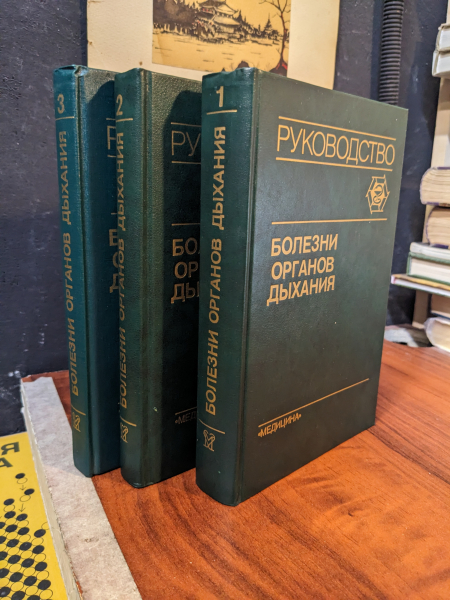 3
БОЛЕЗНИ ОРГАНОВ ДЫХАНИЯ
2
БОЛЕЗНИ ОРГАНОВ ДЫХАНИЯ
1
БОЛЕЗНИ ОРГАНОВ ДЫХАНИЯ
РУКОВОДСТВО
БОЛЕЗНИ
ОРГАНОВ
ДЫХАНИЯ
«МЕДИЦИНА»